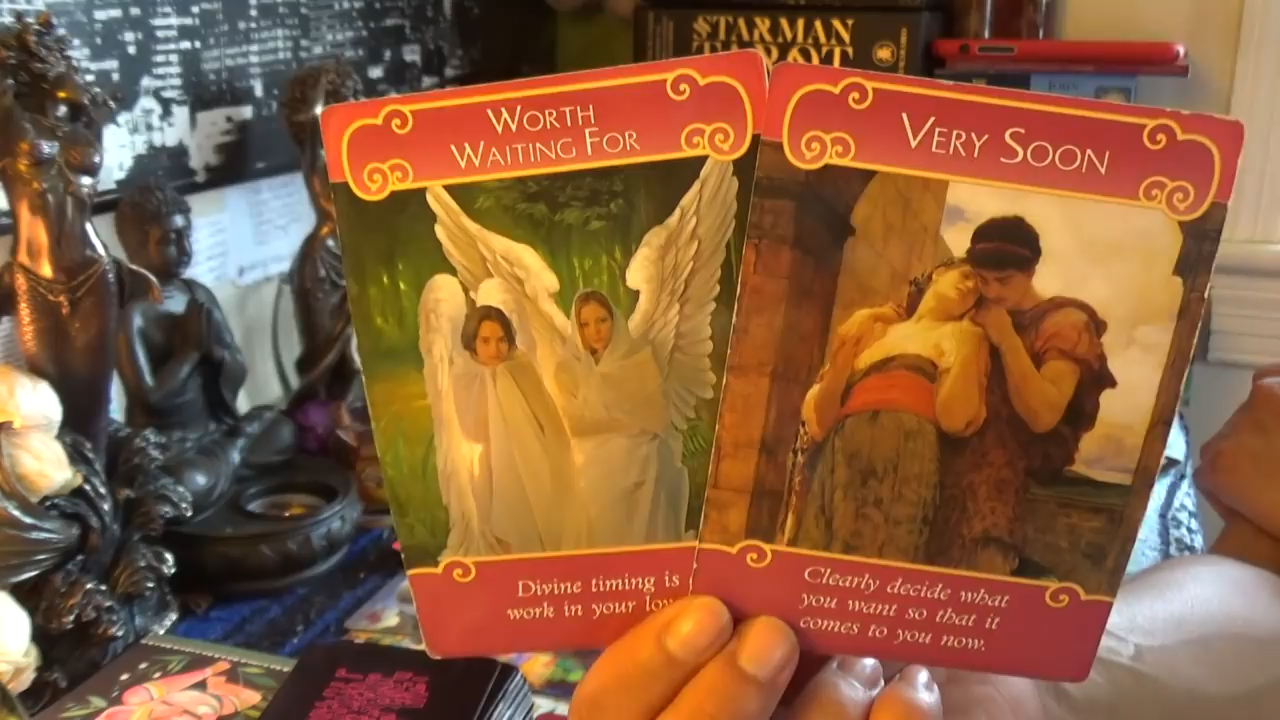 STARMAN
TAROT
WORTH
WAITING FOR
VERY SOON
Divine timing is
work in your
Clearly decide what
you want so that it
comes to you now.